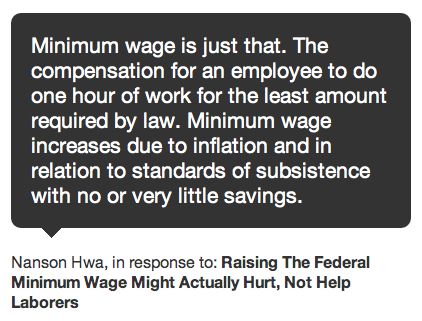 Minimum wage is just that. The
compensation for an employee to do
one hour of work for the least amount
required by law. Minimum wage
increases due to inflation and in
relation to standards of subsistence
with no or very little savings.
Nanson Hwa, in response to: Raising The Federal
Minimum Wage Might Actually Hurt, Not Help
Laborers